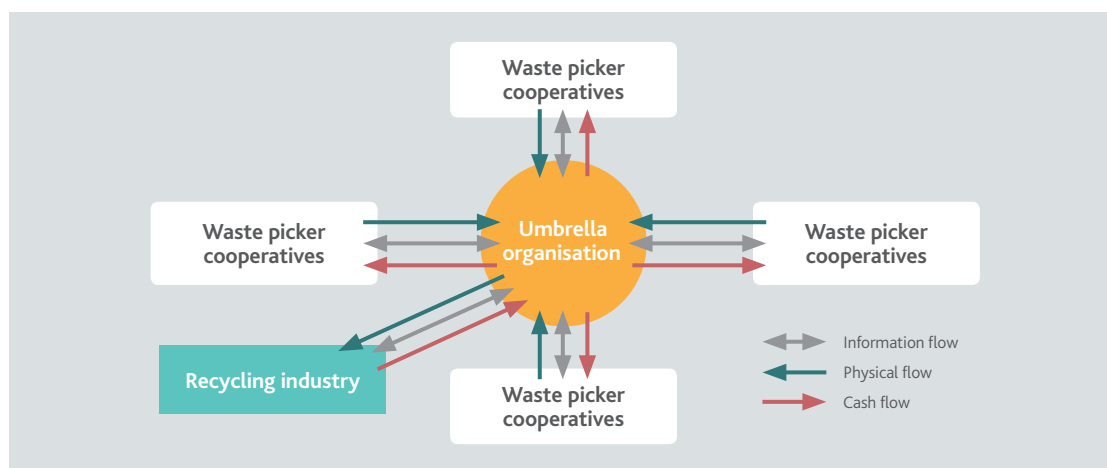 Waste picker
cooperatives
Waste picker
cooperatives
Umbrella
organisation
Waste picker
cooperatives
Recycling industry
Waste picker
cooperatives
Information flow
Physical flow
Cash flow